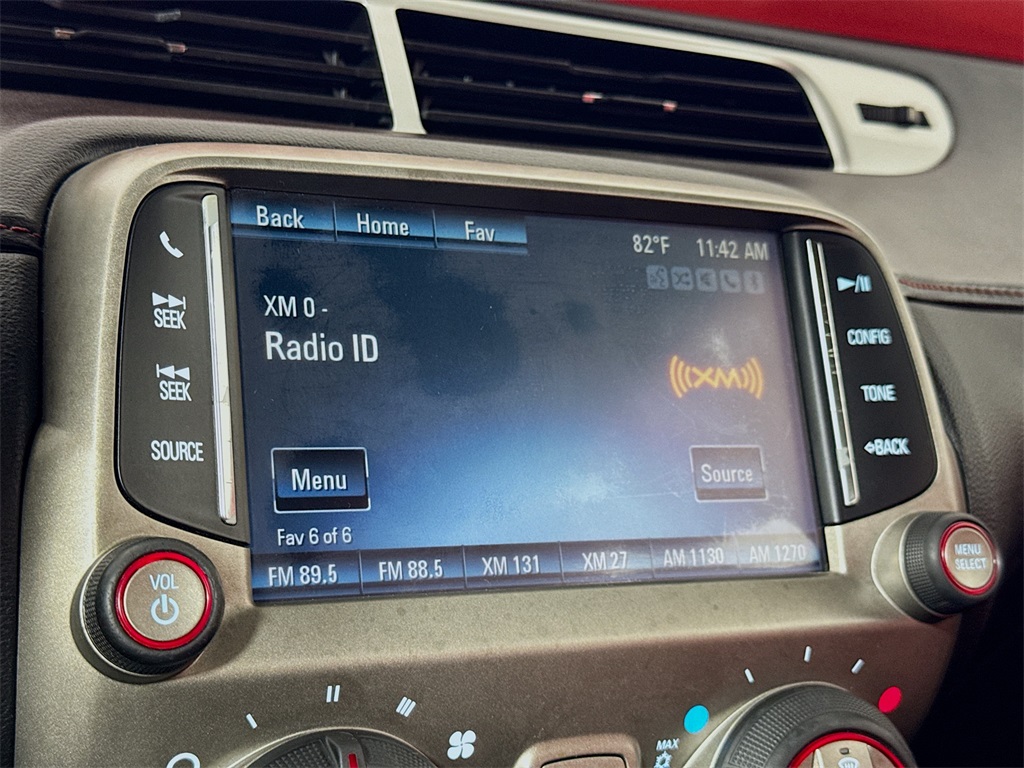 Back Home Fav
82°F 11:42 AM
XM 0 -
Radio ID
XM
Menu
Source
Fav 6 of 6
FM 89.5 FM 88.5 XM 131 XM 27 AM 1130 AM 1270
SEEK
SEEK
SOURCE
CONFIG
TONE
BACK
VOL
MENU
SELECT
MAX